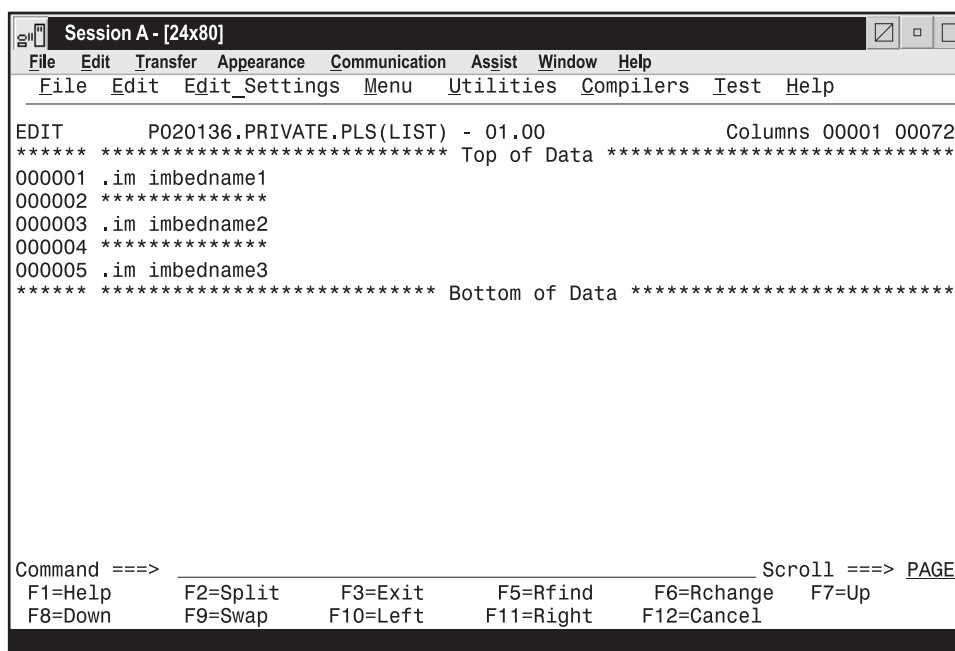 Session A - [24x80]
File Edit Transfer Appearance Communication Assist Window Help
File Edit Edit_Settings Menu Utilities Compilers Test Help
EDIT PO20136.PRIVATE.PLS(LIST) - 01.00 Columns 00001 00072
****** ***************************** Top of Data *****************************
000001 .im imbedname1
000002 **************
000003 .im imbedname2
000004 **************
000005 .im imbedname3
****** **************************** Bottom of Data ***************************
Command ===> Scroll ===> PAGE
F1=Help F2=Split F3=Exit F5=Rfind F6=Rchange F7=Up
F8=Down F9=Swap F10=Left F11=Right F12=Cancel